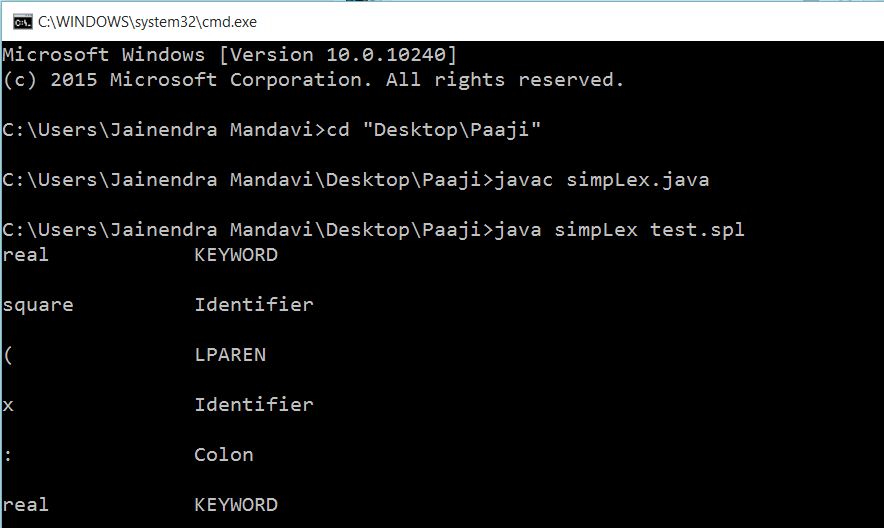 C:\WINDOWS\system32\cmd.exe
Microsoft Windows [Version 10.0.10240]
(c) 2015 Microsoft Corporation. All rights reserved.
C:\Users\Jainendra Mandavi>cd "Desktop\Paaji"
C:\Users\Jainendra Mandavi\Desktop\Paaji>javac simpLex.java
C:\Users\Jainendra Mandavi\Desktop\Paaji>java simpLex test.spl
real KEYWORD
square Identifier
( LPAREN
x Identifier
: Colon
real KEYWORD